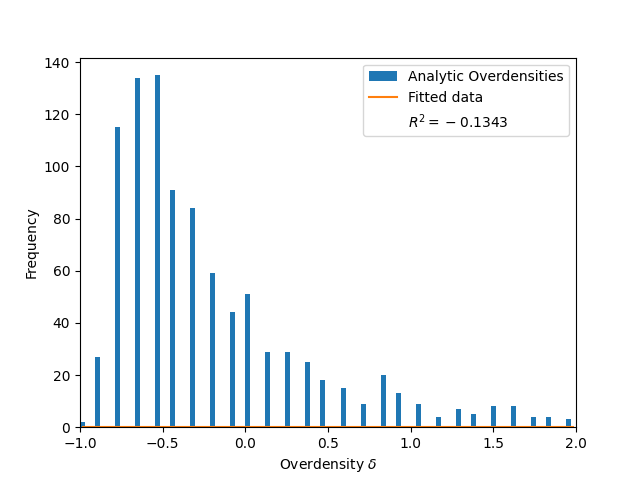 140
120
100
80
60
40
20
0
Frequency
−1.0 −0.5 0.0 0.5 1.0 1.5 2.0
Overdensity δ
Analytic Overdensities
Fitted data
R² = − 0.1343